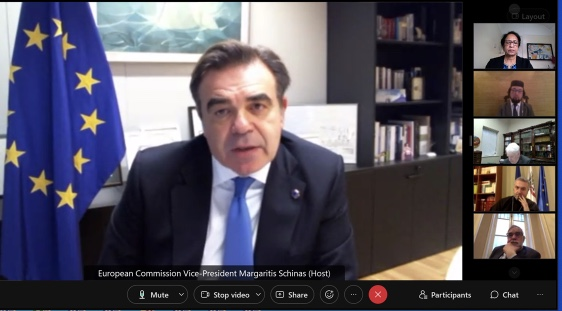 Layout
European Commission Vice-President Margaritis Schinas (Host)
Mute
Stop video
Share
Participants
Chat